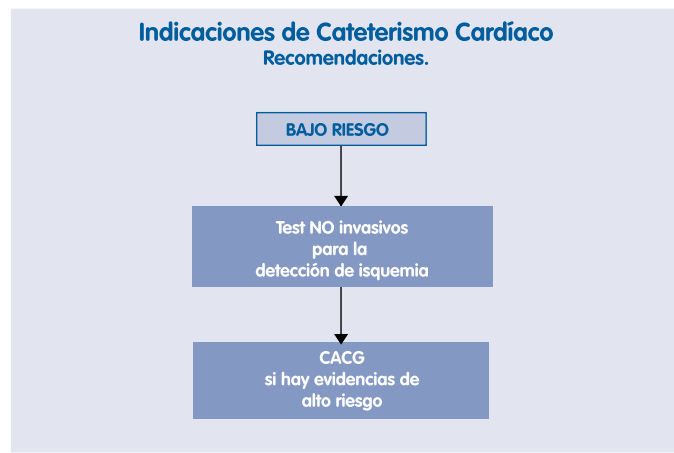 Indicaciones de Cateterismo Cardíaco
Recomendaciones.
BAJO RIESGO
Test NO invasivos
para la
detección de isquemia
CACG
si hay evidencias de
alto riesgo